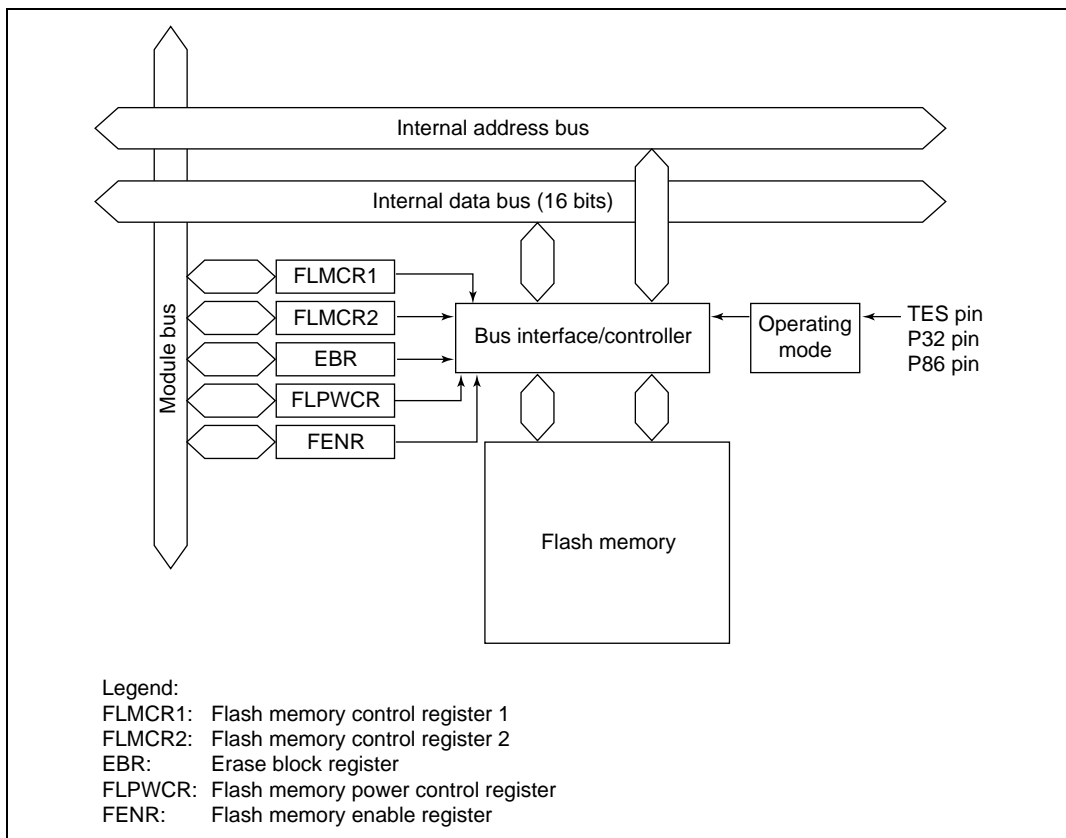 Internal address bus
Internal data bus (16 bits)
Module bus
FLMCR1
FLMCR2
EBR
FLPWCR
FENR
Bus interface/controller
Operating
mode
TES pin
P32 pin
P86 pin
Flash memory
Legend:
FLMCR1: Flash memory control register 1
FLMCR2: Flash memory control register 2
EBR: Erase block register
FLPWCR: Flash memory power control register
FENR: Flash memory enable register